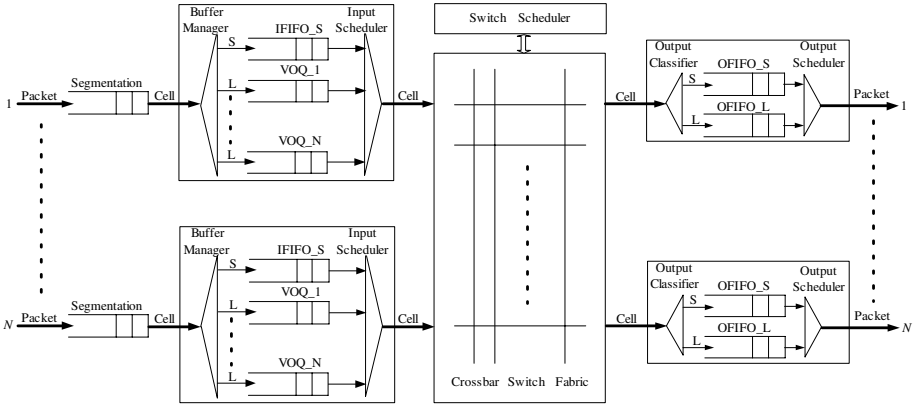 Buffer
Manager
Input
Scheduler
IFIFO_S
S
VOQ_1
L
L
VOQ_N
Segmentation
1
Packet
Cell
Cell
Switch Scheduler
Output
Classifier
Output
Scheduler
OFIFO_S
S
OFIFO_L
L
Cell
Packet
1
Buffer
Manager
Input
Scheduler
IFIFO_S
S
VOQ_1
L
L
VOQ_N
Segmentation
N
Packet
Cell
Cell
Crossbar Switch Fabric
Output
Classifier
Output
Scheduler
OFIFO_S
S
OFIFO_L
L
Cell
Packet
N